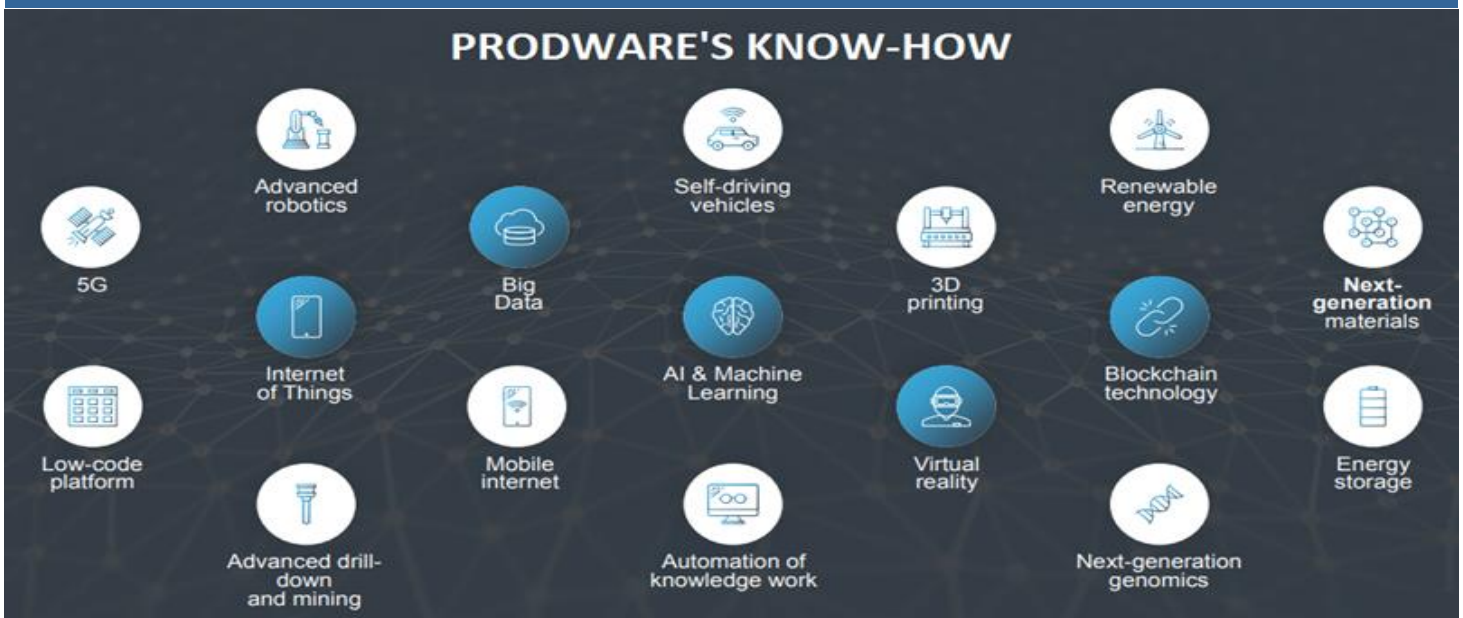 PRODWARE'S KNOW-HOW
Advanced
robotics
Self-driving
vehicles
Renewable
energy
5G
Big
Data
3D
printing
Next-
generation
materials
Internet
of Things
AI & Machine
Learning
Blockchain
technology
Low-code
platform
Mobile
internet
Virtual
reality
Energy
storage
Advanced drill-
down
and mining
Automation of
knowledge work
Next-generation
genomics